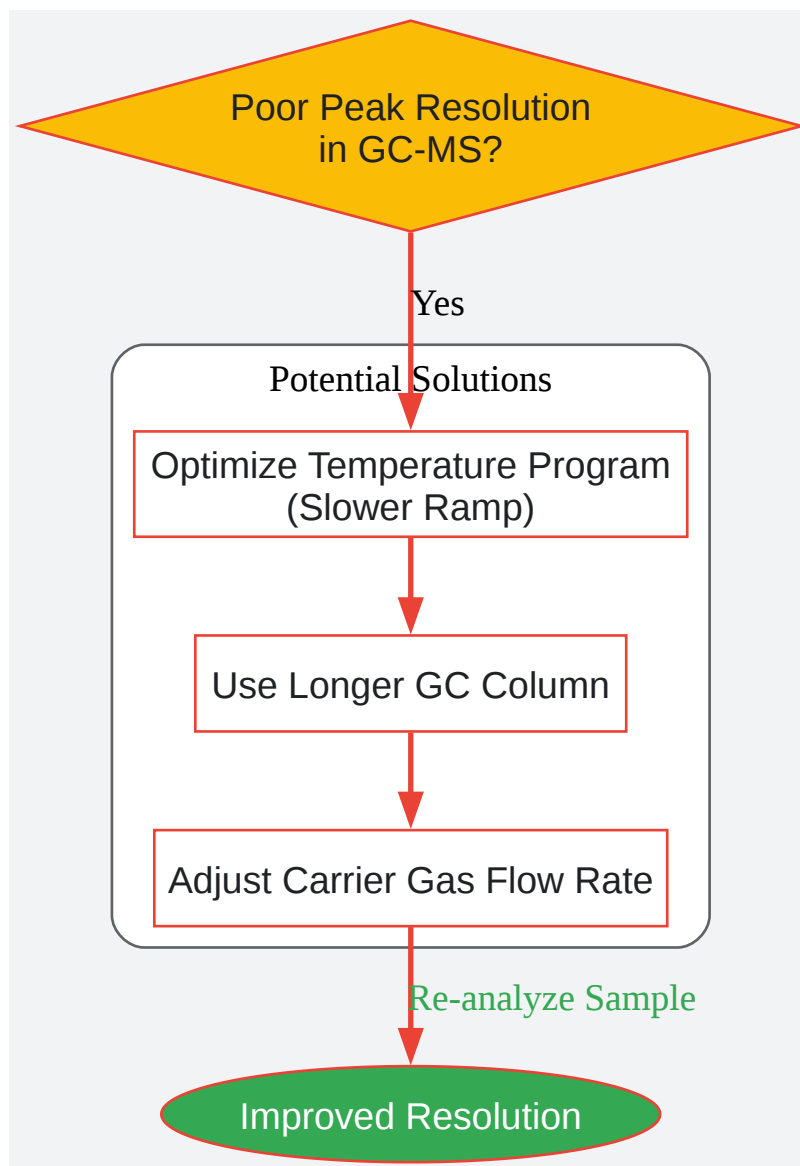 Poor Peak Resolution
in GC-MS?
Yes
Potential Solutions
Optimize Temperature Program
(Slower Ramp)
Use Longer GC Column
Adjust Carrier Gas Flow Rate
Re-analyze Sample
Improved Resolution